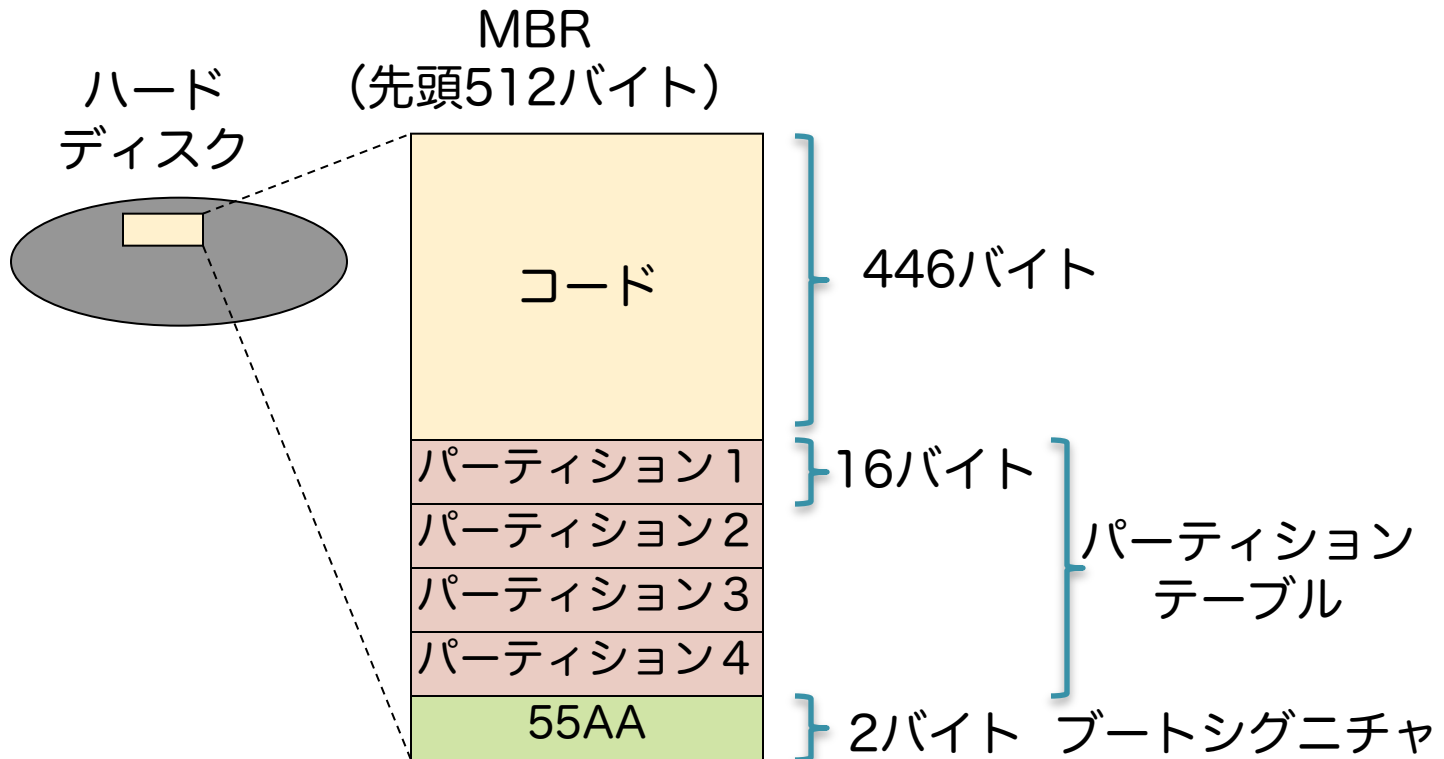 MBR
（先頭512バイト）
ハード
ディスク
コード
446バイト
パーティション１
16バイト
パーティション２
パーティション
テーブル
パーティション３
パーティション４
55AA
2バイト ブートシグニチャ